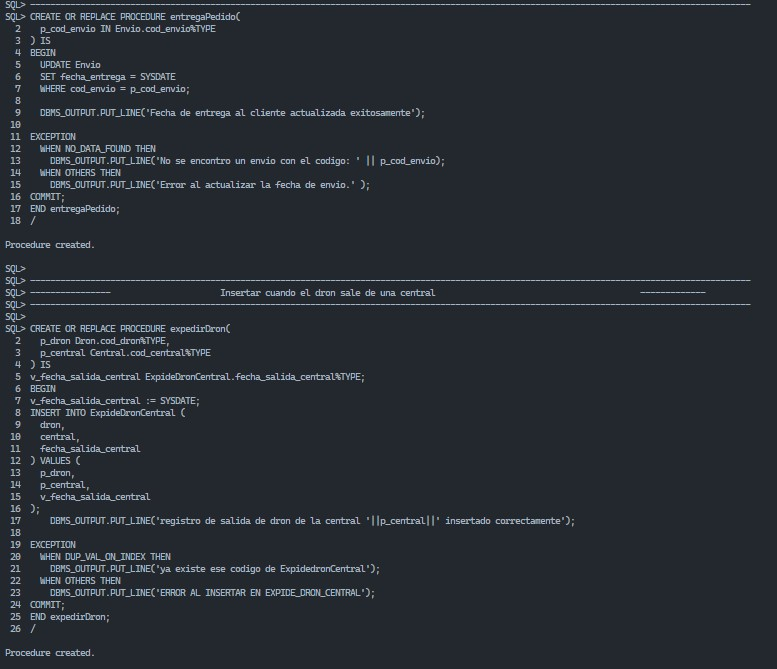 SQL> ------------------------------------------------------------------------------------------------------------------------------------------------
SQL> CREATE OR REPLACE PROCEDURE entregaPedido(
2 p_cod_envio IN Envio.cod_envio%TYPE
3 ) IS
4 BEGIN
5 UPDATE Envio
6 SET fecha_entrega = SYSDATE
7 WHERE cod_envio = p_cod_envio;
8
9 DBMS_OUTPUT.PUT_LINE('Fecha de entrega al cliente actualizada exitosamente');
10
11 EXCEPTION
12 WHEN NO_DATA_FOUND THEN
13 DBMS_OUTPUT.PUT_LINE('No se encontro un envio con el codigo: ' || p_cod_envio);
14 WHEN OTHERS THEN
15 DBMS_OUTPUT.PUT_LINE('Error al actualizar la fecha de envio.' );
16 COMMIT;
17 END entregaPedido;
18 /
Procedure created.
SQL>
SQL> ------------------------------------------------------------------------------------------------------------------------------------------------
SQL> ---------------- Insertar cuando el dron sale de una central -------------
SQL> ------------------------------------------------------------------------------------------------------------------------------------------------
SQL>
SQL> CREATE OR REPLACE PROCEDURE expedirDron(
2 p_dron Dron.cod_dron%TYPE,
3 p_central Central.cod_central%TYPE
4 ) IS
5 v_fecha_salida_central ExpideDronCentral.fecha_salida_central%TYPE;
6 BEGIN
7 v_fecha_salida_central := SYSDATE;
8 INSERT INTO ExpideDronCentral (
9 dron,
10 central,
11 fecha_salida_central
12 ) VALUES (
13 p_dron,
14 p_central,
15 v_fecha_salida_central
16 );
17 DBMS_OUTPUT.PUT_LINE('registro de salida de dron de la central '||p_central||' insertado correctamente');
18
19 EXCEPTION
20 WHEN DUP_VAL_ON_INDEX THEN
21 DBMS_OUTPUT.PUT_LINE('ya existe ese codigo de ExpidedronCentral');
22 WHEN OTHERS THEN
23 DBMS_OUTPUT.PUT_LINE('ERROR AL INSERTAR EN EXPIDE_DRON_CENTRAL');
24 COMMIT;
25 END expedirDron;
26 /
Procedure created.